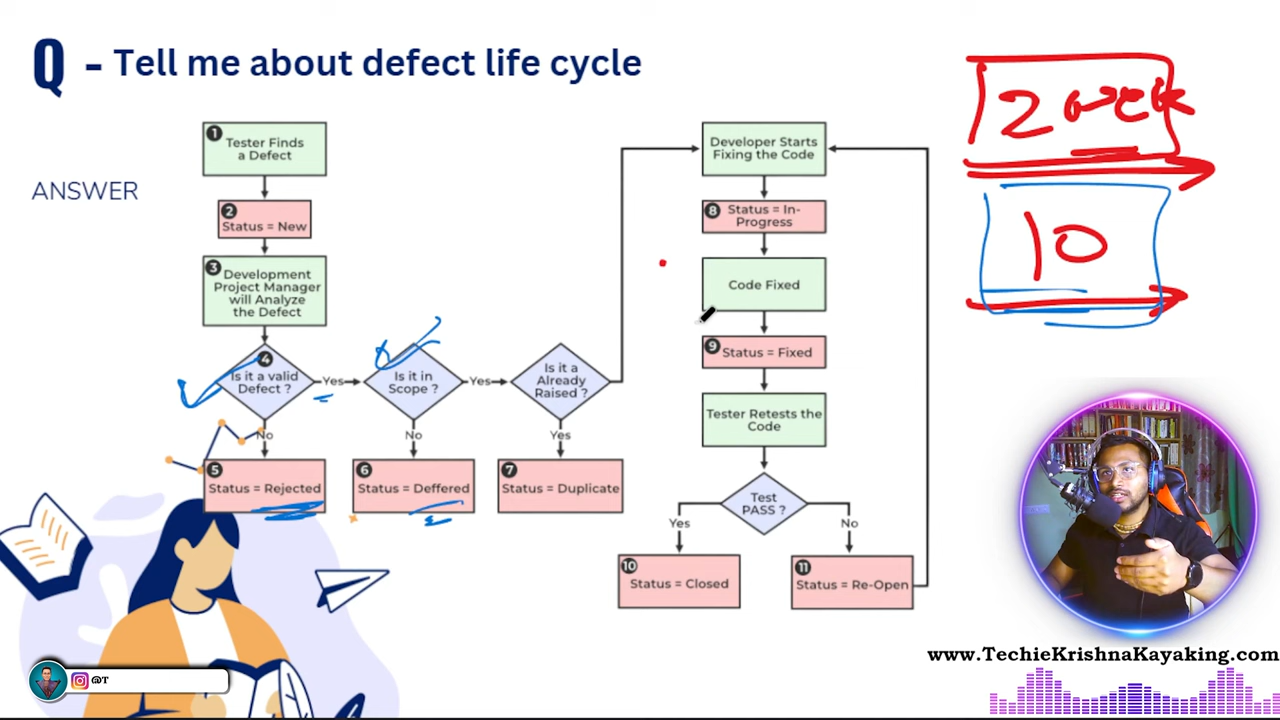 Q - Tell me about defect life cycle
ANSWER
1
Tester Finds
a Defect
2
Status = New
3
Development
Project Manager
will Analyze
the Defect
4
Is it a valid
Defect ?
Yes
Is it in
Scope ?
Yes
Is it a
Already
Raised ?
No
No
Yes
5
Status = Rejected
6
Status = Deffered
7
Status = Duplicate
Developer Starts
Fixing the Code
8
Status = In-
Progress
Code Fixed
9
Status = Fixed
Tester Retests the
Code
Test
PASS ?
Yes
No
10
Status = Closed
11
Status = Re-Open
2 week
10
www.TechieKrishnaKayaking.com
@T